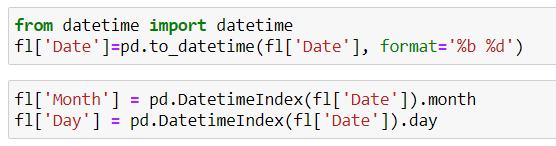 from datetime import datetime
fl['Date']=pd.to_datetime(fl['Date'], format='%b %d')
fl['Month'] = pd.DatetimeIndex(fl['Date']).month
fl['Day'] = pd.DatetimeIndex(fl['Date']).day